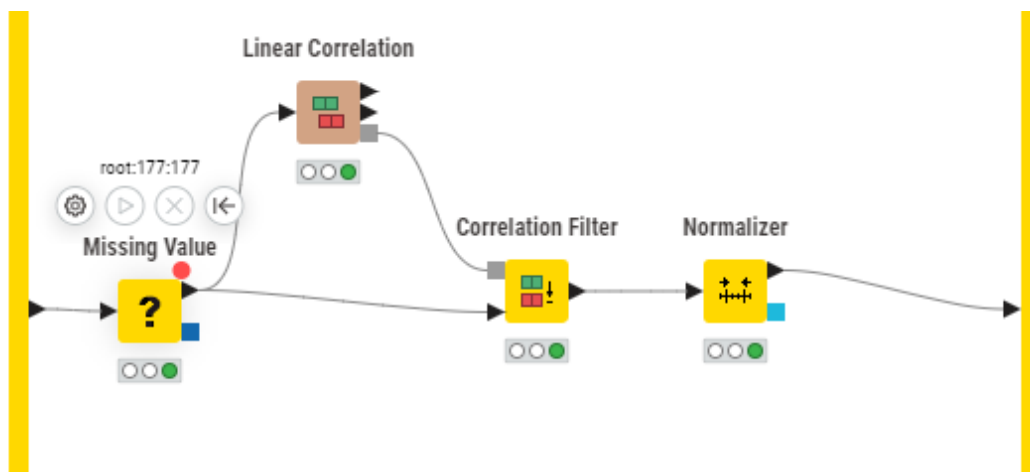 Linear Correlation
root:177:177
Missing Value
?
Correlation Filter
Normalizer